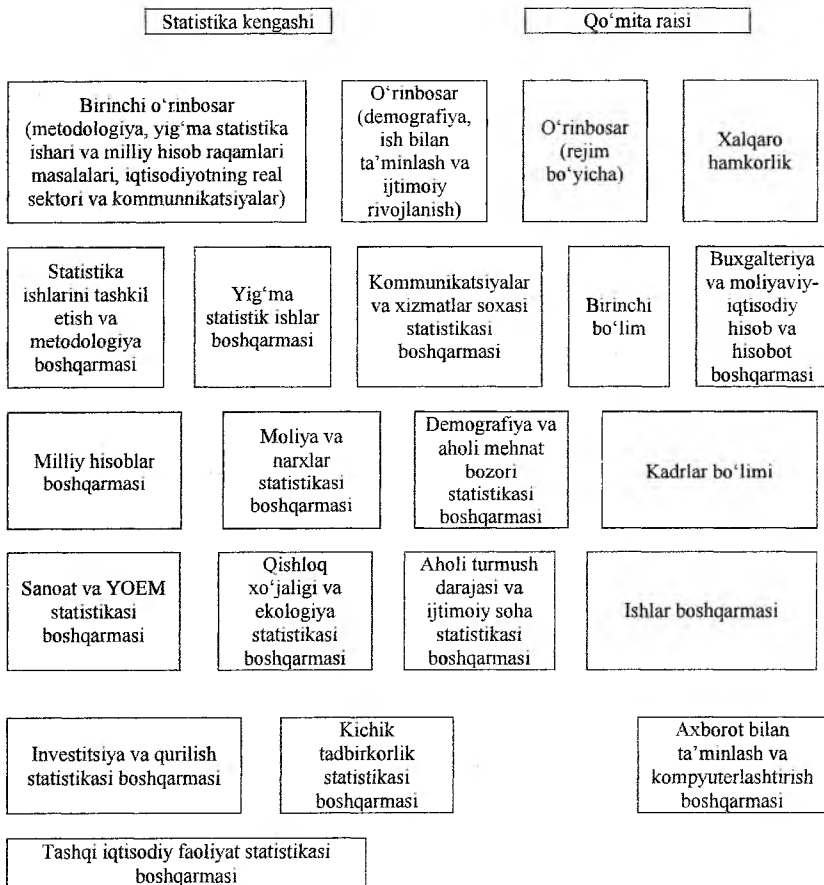 Statistika kengashi
Qo‘mita raisi
Birinchi o‘rinbosar
(metodologiya, yig‘ma statistika
ishari va milliy hisob raqamlari
masalalari, iqtisodiyotning real
sektori va kommunnikatsiyalar)
O‘rinbosar
(demografiya,
ish bilan
ta’minlash va
ijtimoiy
rivojlanish)
O‘rinbosar
(rejim
bo‘yicha)
Xalqaro
hamkorlik
Statistika
ishlarini tashkil
etish va
metodologiya
boshqarmasi
Yig‘ma
statistik ishlar
boshqarmasi
Kommunikatsiyalar
va xizmatlar soxasi
statistikasi
boshqarmasi
Birinchi
bo‘lim
Buxgalteriya
va moliyaviy-
iqtisodiy
hisob va
hisobot
boshqarmasi
Milliy hisoblar
boshqarmasi
Moliya va
narxlar
statistikasi
boshqarmasi
Demografiya va
aholi mehnat
bozori
statistikasi
boshqarmasi
Kadrlar bo‘limi
Sanoat va YOEM
statistikasi
boshqarmasi
Qishloq
xo‘jaligi va
ekologiya
statistikasi
boshqarmasi
Aholi turmush
darajasi va
ijtimoiy soha
statistikasi
boshqarmasi
Ishlar boshqarmasi
Investitsiya va qurilish
statistikasi boshqarmasi
Kichik
tadbirkorlik
statistikasi
boshqarmasi
Axborot bilan
ta’minlash va
kompyuterlashtirish
boshqarmasi
Tashqi iqtisodiy faoliyat statistikasi
boshqarmasi